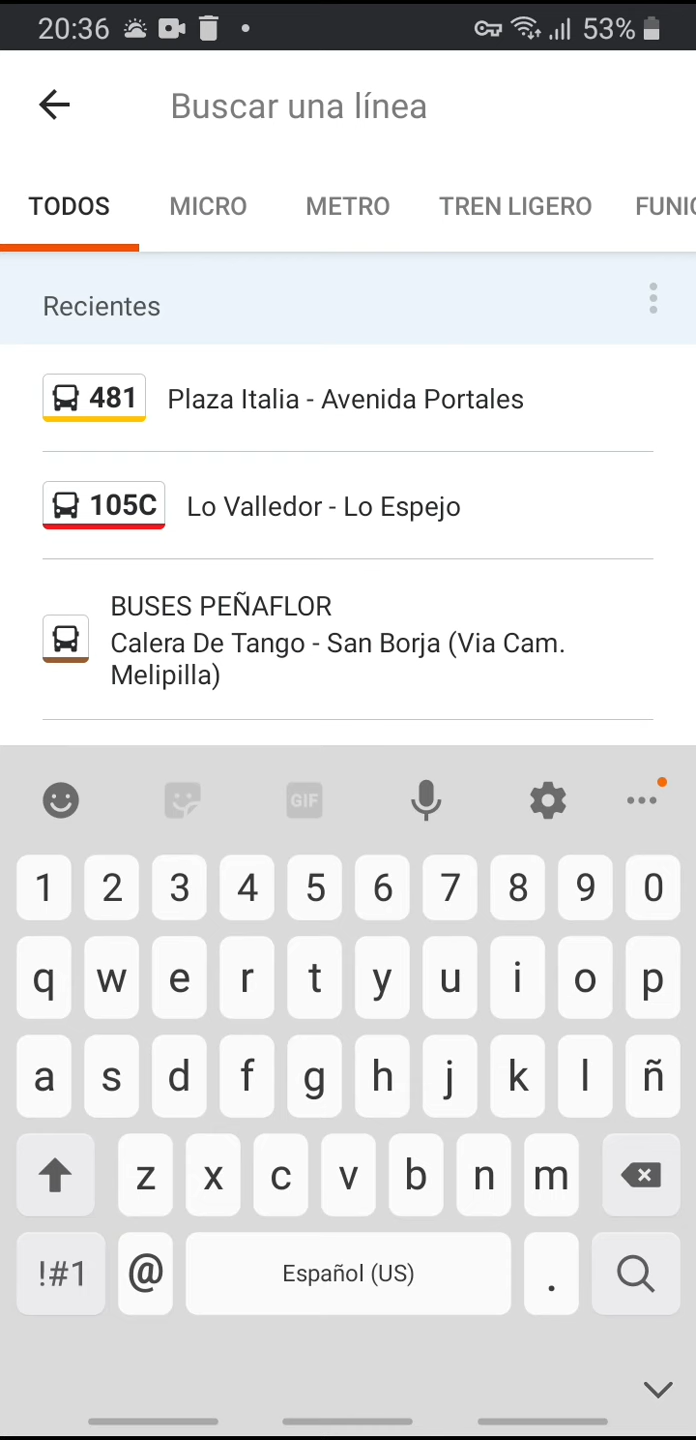 20:36 53%
Buscar una línea
TODOS MICRO METRO TREN LIGERO FUNIC
Recientes
481 Plaza Italia - Avenida Portales
105C Lo Valledor - Lo Espejo
BUSES PEÑAFLOR
Calera De Tango - San Borja (Via Cam.
Melipilla)
GIF
1 2 3 4 5 6 7 8 9 0
q w e r t y u i o p
a s d f g h j k l ñ
z x c v b n m
!#1 @ Español (US) .